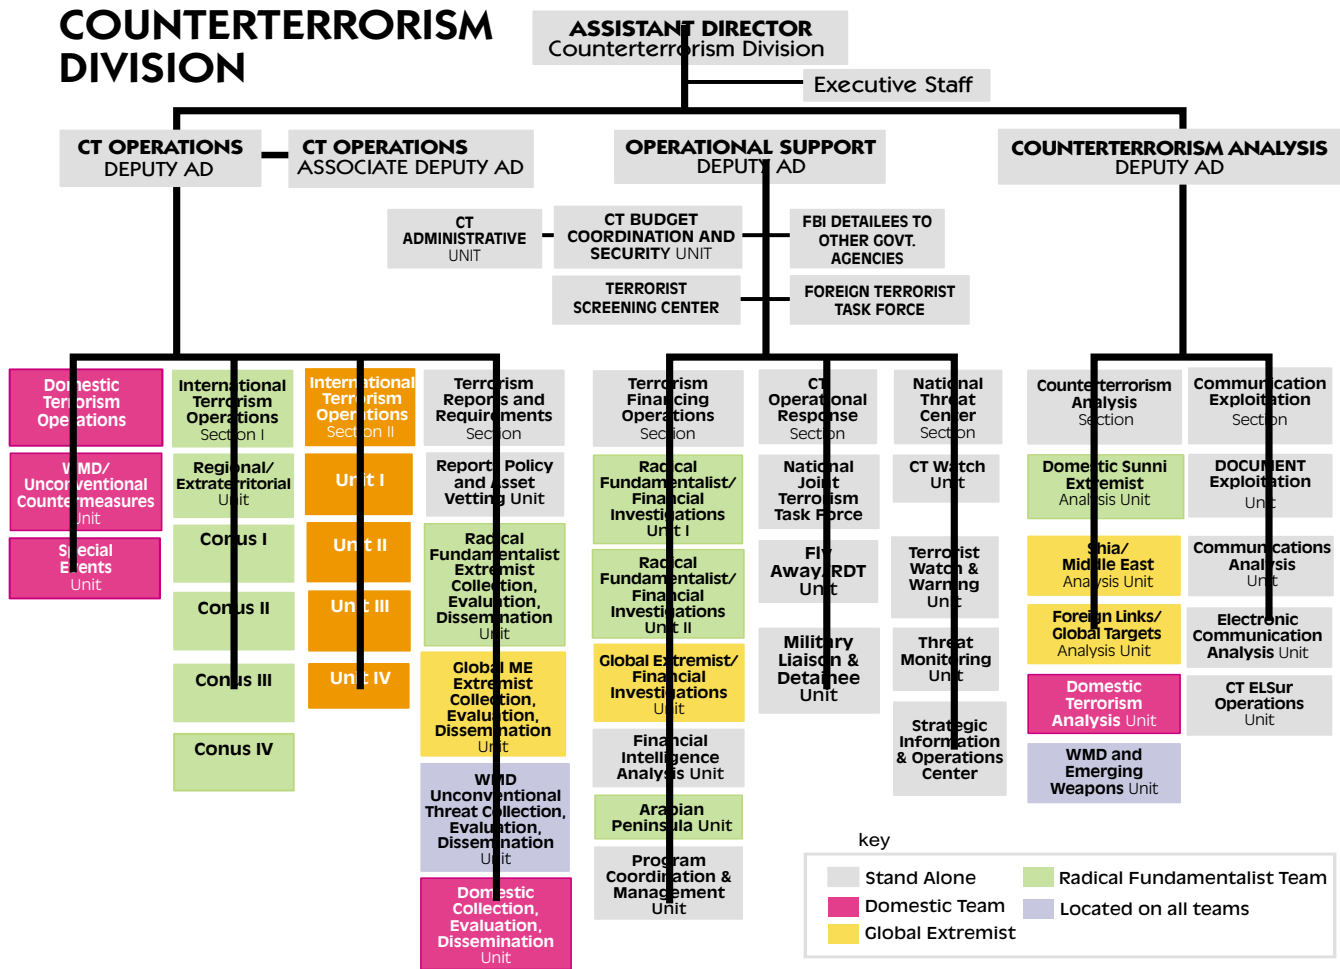 COUNTERTERRORISM
DIVISION
ASSISTANT DIRECTOR
Counterterrorism Division
Executive Staff
CT OPERATIONS
DEPUTY AD
CT OPERATIONS
ASSOCIATE DEPUTY AD
OPERATIONAL SUPPORT
DEPUTY AD
COUNTERTERRORISM ANALYSIS
DEPUTY AD
CT
ADMINISTRATIVE
UNIT
CT BUDGET
COORDINATION AND
SECURITY UNIT
FBI DETAILEES TO
OTHER GOVT.
AGENCIES
TERRORIST
SCREENING CENTER
FOREIGN TERRORIST
TASK FORCE
Domestic
Terrorism
Operations
WMD/
Unconventional
Countermeasures
Unit
Special
Events
Unit
International
Terrorism
Operations
Section I
Regional/
Extraterritorial
Unit
Conus I
Conus II
Conus III
Conus IV
International
Terrorism
Operations
Section II
Unit I
Unit II
Unit III
Unit IV
Terrorism
Reports and
Requirements
Section
Reports Policy
and Asset
Vetting Unit
Radical
Fundamentalist
Extremist
Collection,
Evaluation,
Dissemination
Unit
Global ME
Extremist
Collection,
Evaluation,
Dissemination
Unit
WMD
Unconventional
Threat Collection,
Evaluation,
Dissemination
Unit
Domestic
Collection,
Evaluation,
Dissemination
Unit
Terrorism
Financing
Operations
Section
Radical
Fundamentalist/
Financial
Investigations
Unit I
Radical
Fundamentalist/
Financial
Investigations
Unit II
Global Extremist/
Financial
Investigations
Unit
Financial
Intelligence
Analysis Unit
Arabian
Peninsula Unit
Program
Coordination &
Management
Unit
CT
Operational
Response
Section
National
Joint
Terrorism
Task Force
Fly
Away/RDT
Unit
Military
Liaison &
Detainee
Unit
National
Threat
Center
Section
CT Watch
Unit
Terrorist
Watch &
Warning
Unit
Threat
Monitoring
Unit
Strategic
Information
& Operations
Center
Counterterrorism
Analysis
Section
Domestic Sunni
Extremist
Analysis Unit
Shia/
Middle East
Analysis Unit
Foreign Links/
Global Targets
Analysis Unit
Domestic
Terrorism
Analysis Unit
WMD and
Emerging
Weapons Unit
Communication
Exploitation
Section
DOCUMENT
Exploitation
Unit
Communications
Analysis
Unit
Electronic
Communication
Analysis Unit
CT ELSur
Operations
Unit
key
Stand Alone
Domestic Team
Global Extremist
Radical Fundamentalist Team
Located on all teams